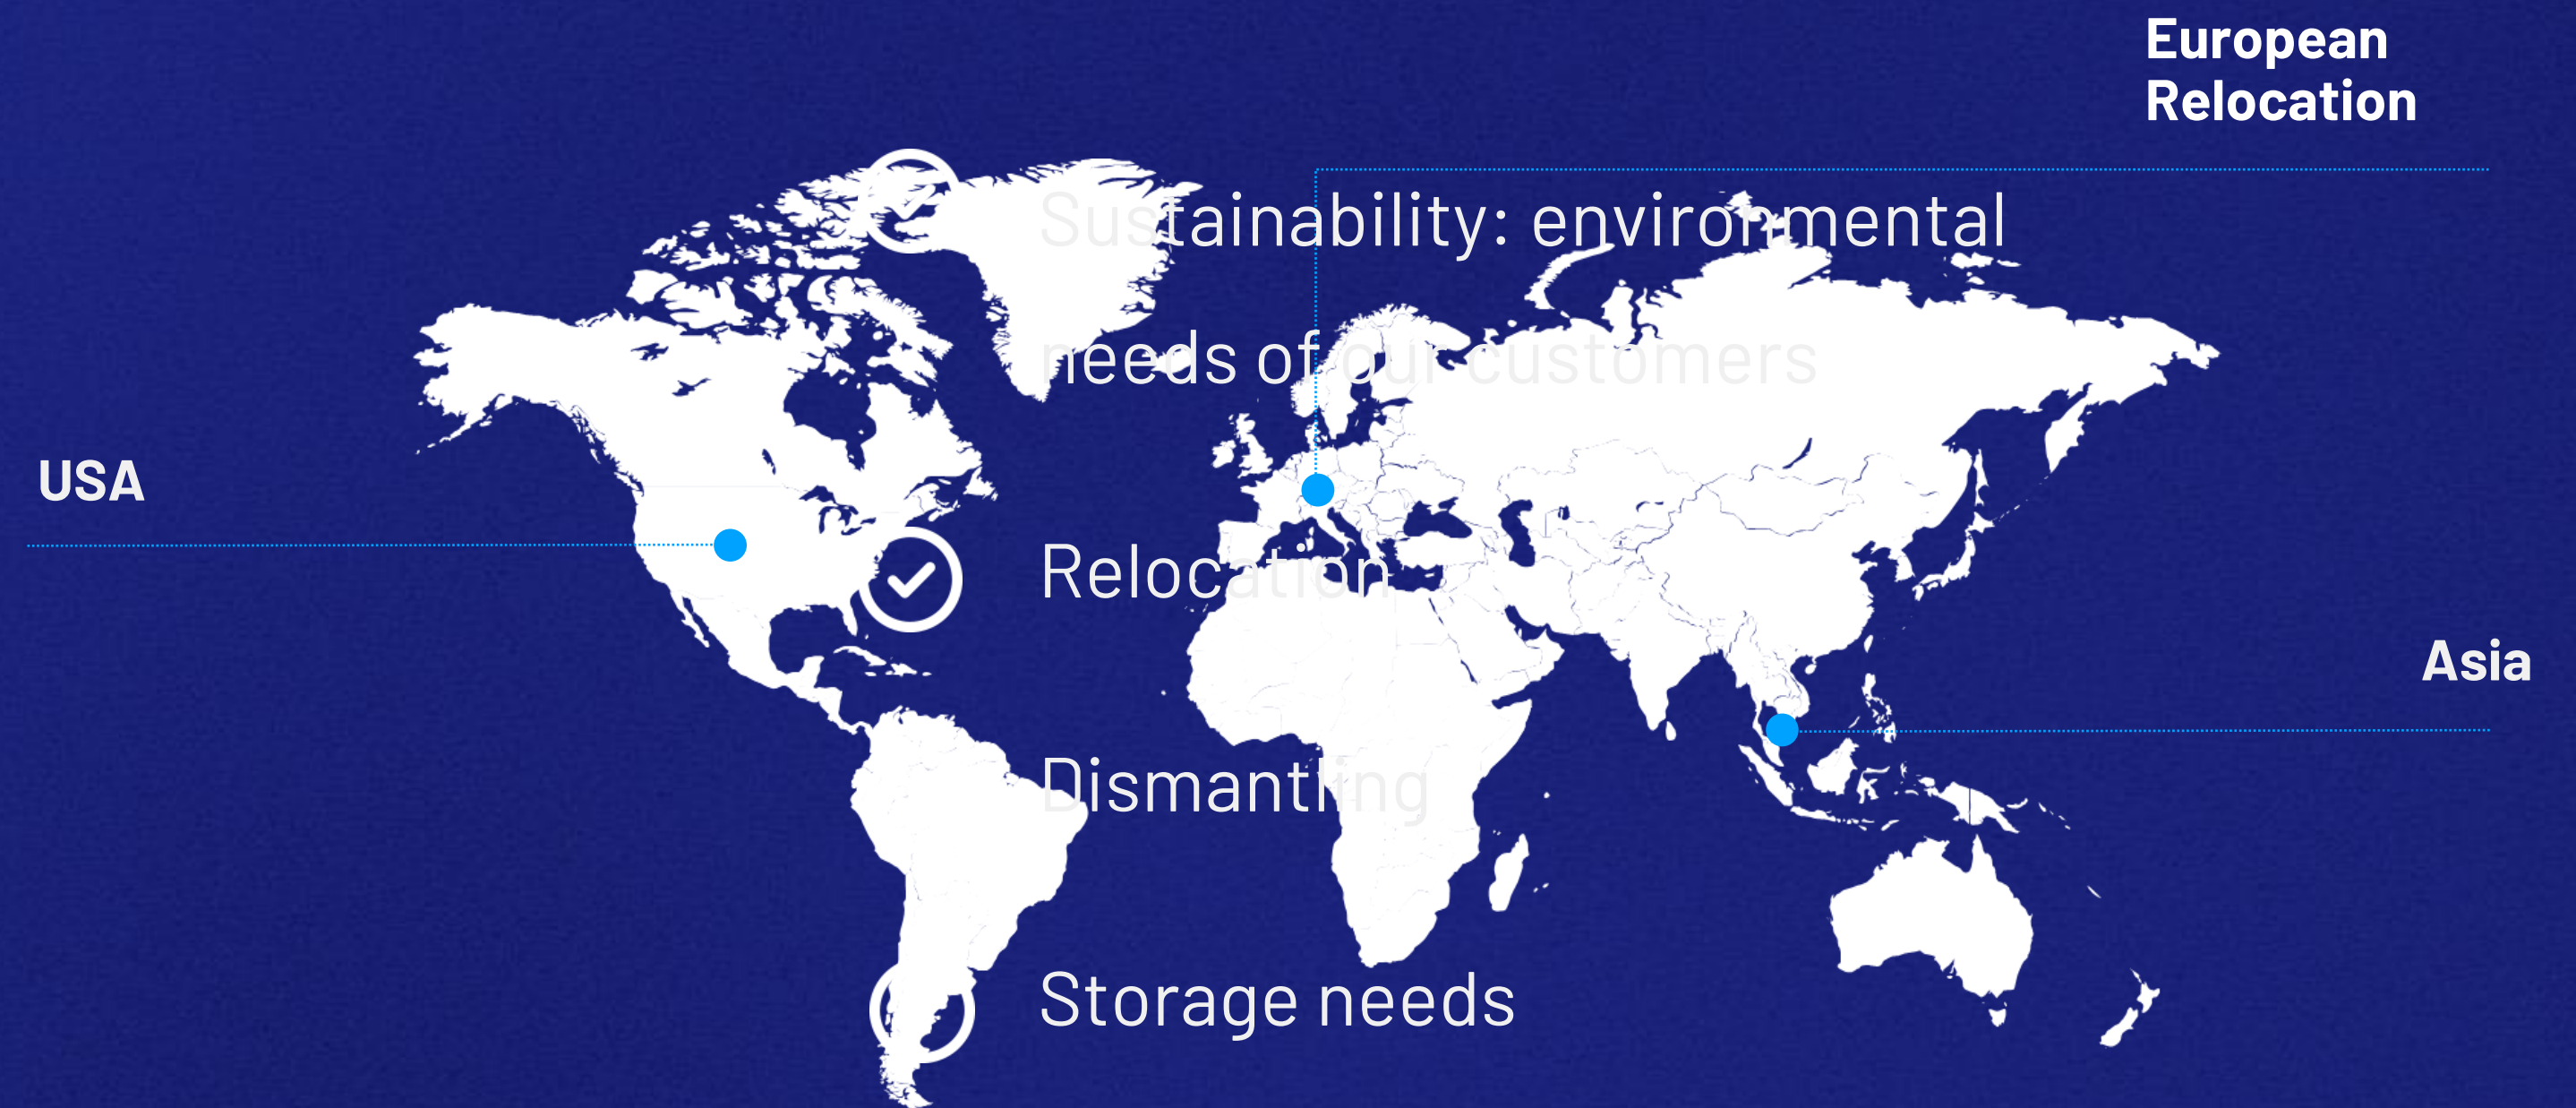 European
Relocation
Sustainability: environmental
needs of our customers
USA
Relocation
Asia
Dismantling
Storage needs